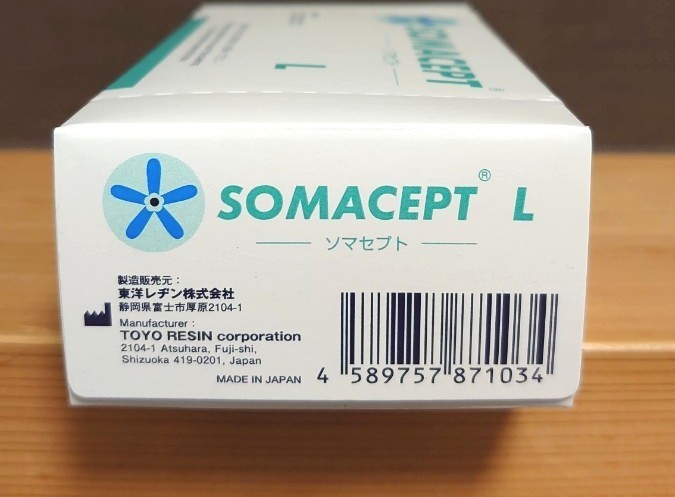 SOMACEPT
L
SOMACEPT® L
ソマセプト
製造販売元：
東洋レヂン株式会社
静岡県富士市厚原2104-1
Manufacturer :
TOYO RESIN corporation
2104-1 Atsuhara, Fuji-shi,
Shizuoka 419-0201, Japan
MADE IN JAPAN
4 589757 871034